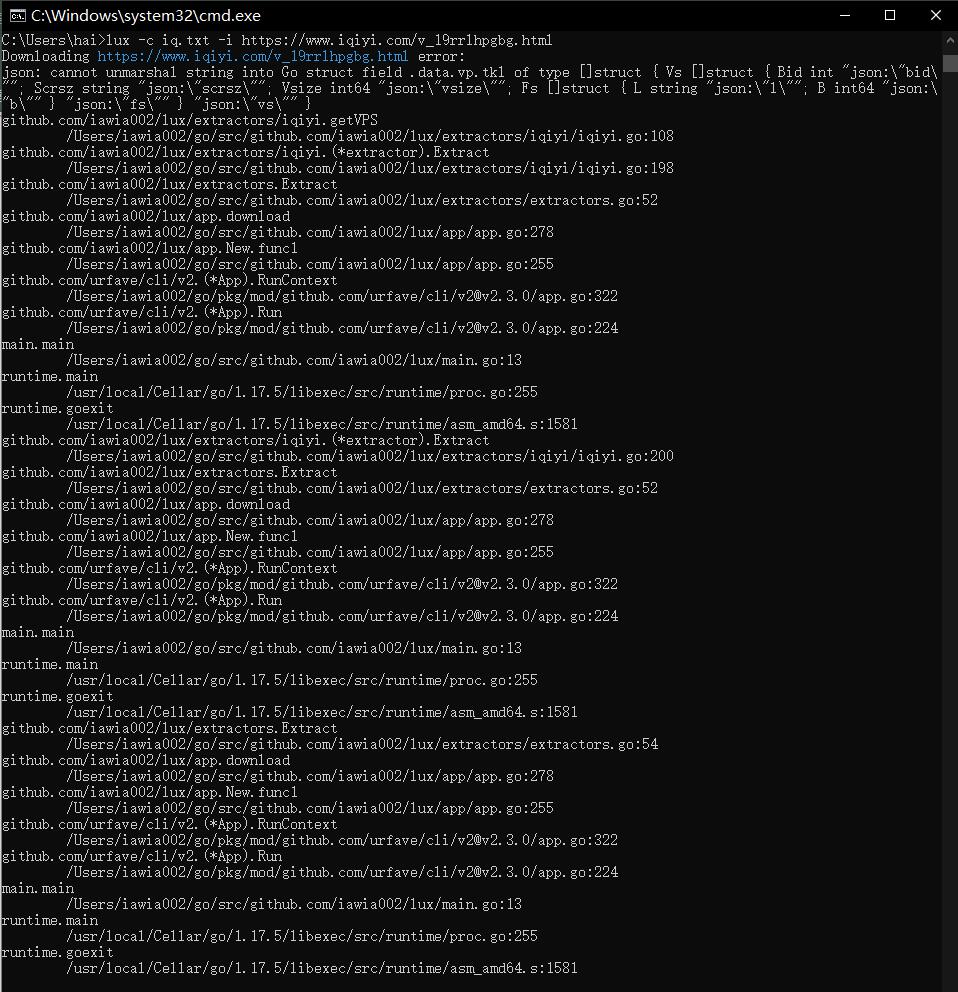 C:\Windows\system32\cmd.exe
C:\Users\hai>lux -c iq.txt -i https://www.iqiyi.com/v_19rr1hpgbg.html
Downloading https://www.iqiyi.com/v_19rr1hpgbg.html error:
json: cannot unmarshal string into Go struct field .data.vp.tkl of type []struct { Vs []struct { Bid int "json:\"bid\
\""; Scrsz string "json:\"scrsz\""; Vsize int64 "json:\"vsize\""; Fs []struct { L string "json:\"l\""; B int64 "json:\
\"b\"" } "json:\"fs\"" } "json:\"vs\"" }
github.com/iawia002/lux/extractors/iqiyi.getVPS
/Users/iawia002/go/src/github.com/iawia002/lux/extractors/iqiyi/iqiyi.go:108
github.com/iawia002/lux/extractors/iqiyi.(*extractor).Extract
/Users/iawia002/go/src/github.com/iawia002/lux/extractors/iqiyi/iqiyi.go:198
github.com/iawia002/lux/extractors.Extract
/Users/iawia002/go/src/github.com/iawia002/lux/extractors/extractors.go:52
github.com/iawia002/lux/app.download
/Users/iawia002/go/src/github.com/iawia002/lux/app/app.go:278
github.com/iawia002/lux/app.New.func1
/Users/iawia002/go/src/github.com/iawia002/lux/app/app.go:255
github.com/urfave/cli/v2.(*App).RunContext
/Users/iawia002/go/pkg/mod/github.com/urfave/cli/v2@v2.3.0/app.go:322
github.com/urfave/cli/v2.(*App).Run
/Users/iawia002/go/pkg/mod/github.com/urfave/cli/v2@v2.3.0/app.go:224
main.main
/Users/iawia002/go/src/github.com/iawia002/lux/main.go:13
runtime.main
/usr/local/Cellar/go/1.17.5/libexec/src/runtime/proc.go:255
runtime.goexit
/usr/local/Cellar/go/1.17.5/libexec/src/runtime/asm_amd64.s:1581
github.com/iawia002/lux/extractors/iqiyi.(*extractor).Extract
/Users/iawia002/go/src/github.com/iawia002/lux/extractors/iqiyi/iqiyi.go:200
github.com/iawia002/lux/extractors.Extract
/Users/iawia002/go/src/github.com/iawia002/lux/extractors/extractors.go:52
github.com/iawia002/lux/app.download
/Users/iawia002/go/src/github.com/iawia002/lux/app/app.go:278
github.com/iawia002/lux/app.New.func1
/Users/iawia002/go/src/github.com/iawia002/lux/app/app.go:255
github.com/urfave/cli/v2.(*App).RunContext
/Users/iawia002/go/pkg/mod/github.com/urfave/cli/v2@v2.3.0/app.go:322
github.com/urfave/cli/v2.(*App).Run
/Users/iawia002/go/pkg/mod/github.com/urfave/cli/v2@v2.3.0/app.go:224
main.main
/Users/iawia002/go/src/github.com/iawia002/lux/main.go:13
runtime.main
/usr/local/Cellar/go/1.17.5/libexec/src/runtime/proc.go:255
runtime.goexit
/usr/local/Cellar/go/1.17.5/libexec/src/runtime/asm_amd64.s:1581
github.com/iawia002/lux/extractors.Extract
/Users/iawia002/go/src/github.com/iawia002/lux/extractors/extractors.go:54
github.com/iawia002/lux/app.download
/Users/iawia002/go/src/github.com/iawia002/lux/app/app.go:278
github.com/iawia002/lux/app.New.func1
/Users/iawia002/go/src/github.com/iawia002/lux/app/app.go:255
github.com/urfave/cli/v2.(*App).RunContext
/Users/iawia002/go/pkg/mod/github.com/urfave/cli/v2@v2.3.0/app.go:322
github.com/urfave/cli/v2.(*App).Run
/Users/iawia002/go/pkg/mod/github.com/urfave/cli/v2@v2.3.0/app.go:224
main.main
/Users/iawia002/go/src/github.com/iawia002/lux/main.go:13
runtime.main
/usr/local/Cellar/go/1.17.5/libexec/src/runtime/proc.go:255
runtime.goexit
/usr/local/Cellar/go/1.17.5/libexec/src/runtime/asm_amd64.s:1581